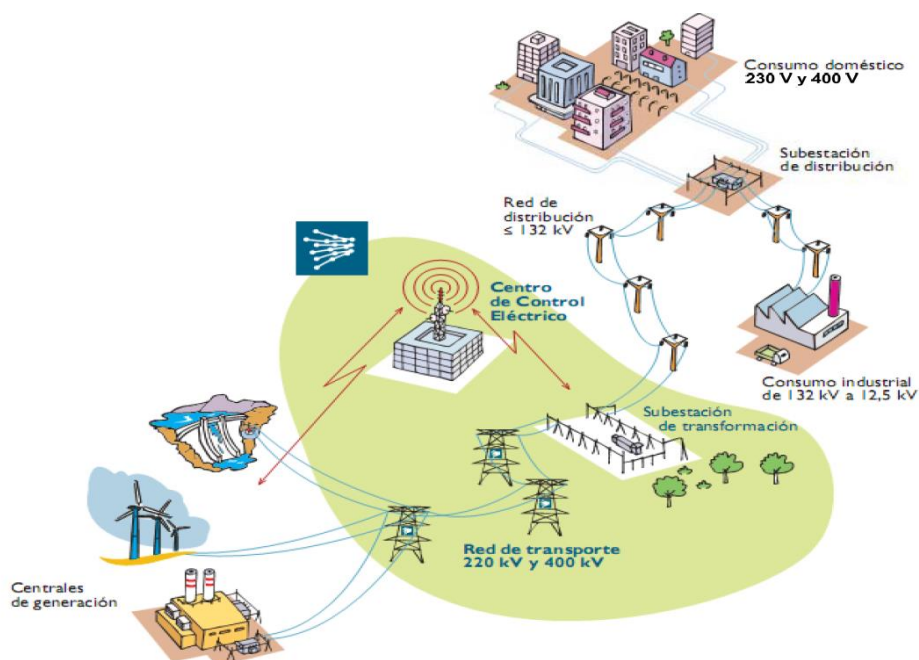 Consumo doméstico
230 V y 400 V
Subestación
de distribución
Red de
distribución
≤ 132 kV
Centro
de Control
Eléctrico
Consumo industrial
de 132 kV a 12,5 kV
Subestación
de transformación
Red de transporte
220 kV y 400 kV
Centrales
de generación